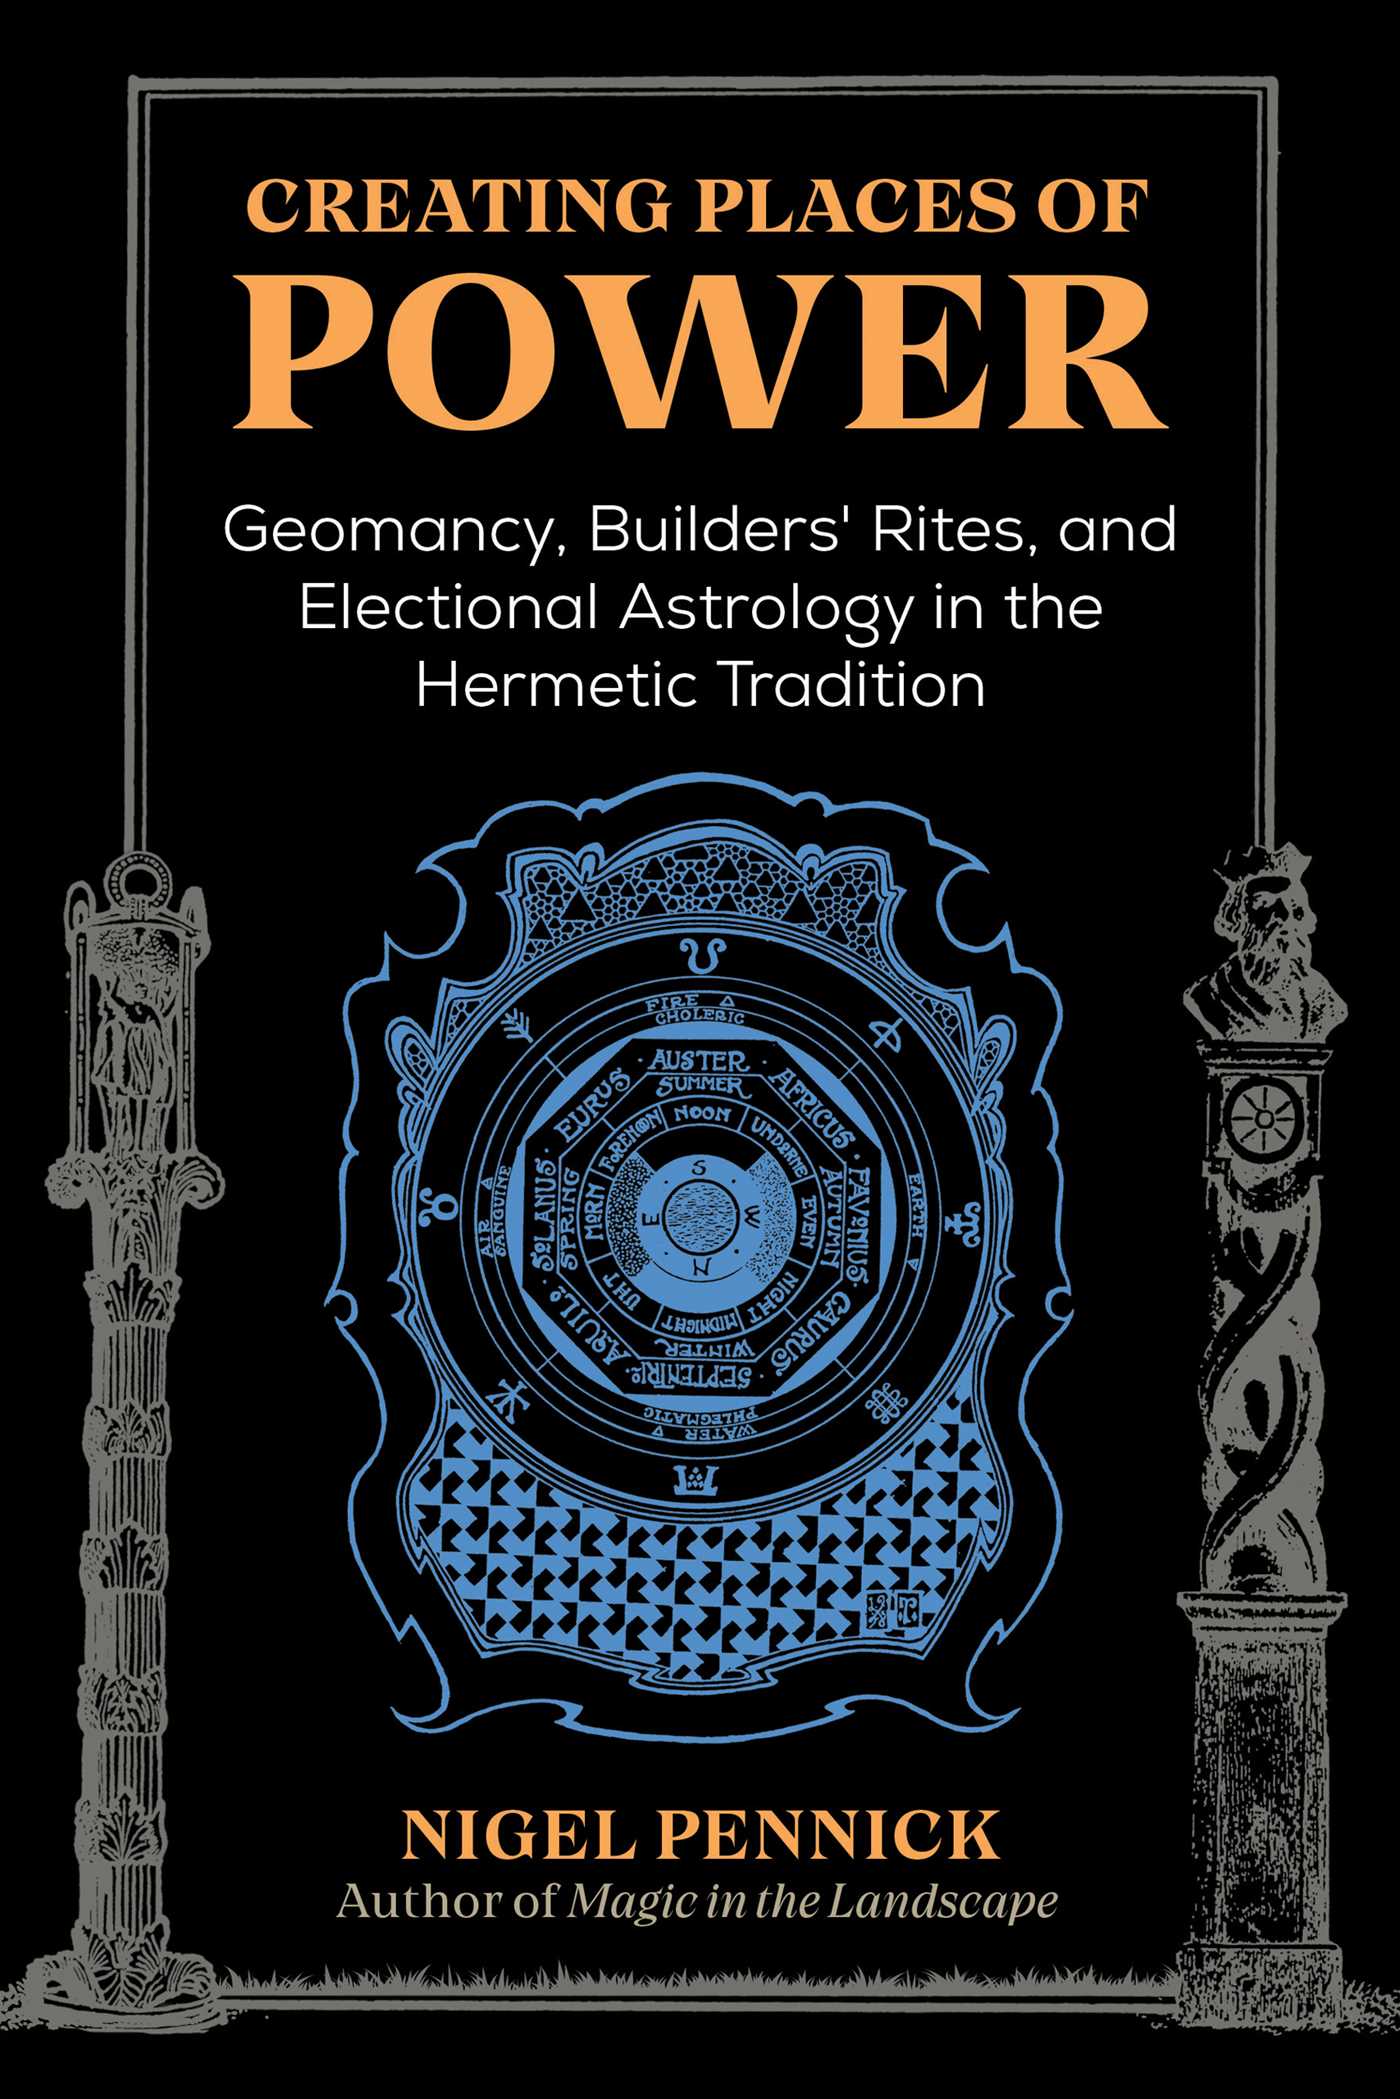 CREATING PLACES OF
POWER
Geomancy, Builders' Rites, and
Electional Astrology in the
Hermetic Tradition
FIRE △
CHOLERIC
· AUSTER ·
SUMMER
NOON
EURUS
FORENOON
AFRICUS
UNDORNE
SOLANUS
SPRING
MORN
AIR △
SANGUINE
FAVONIUS
AUTUMN
EVEN
EARTH ▽
S
E
W
N
AQUILO
UHT
CAURUS
NIGHT
MIDNIGHT
WINTER
SEPTENTRIO
PHLEGMATIC
WATER ▽
NIGEL PENNICK
Author of Magic in the Landscape